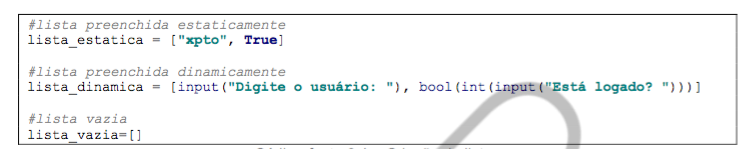 #lista preenchida estaticamente
lista_estatica = ["xpto", True]
#lista preenchida dinamicamente
lista_dinamica = [input("Digite o usuário: "), bool(int(input("Está logado? ")))]
#lista vazia
lista_vazia=[]